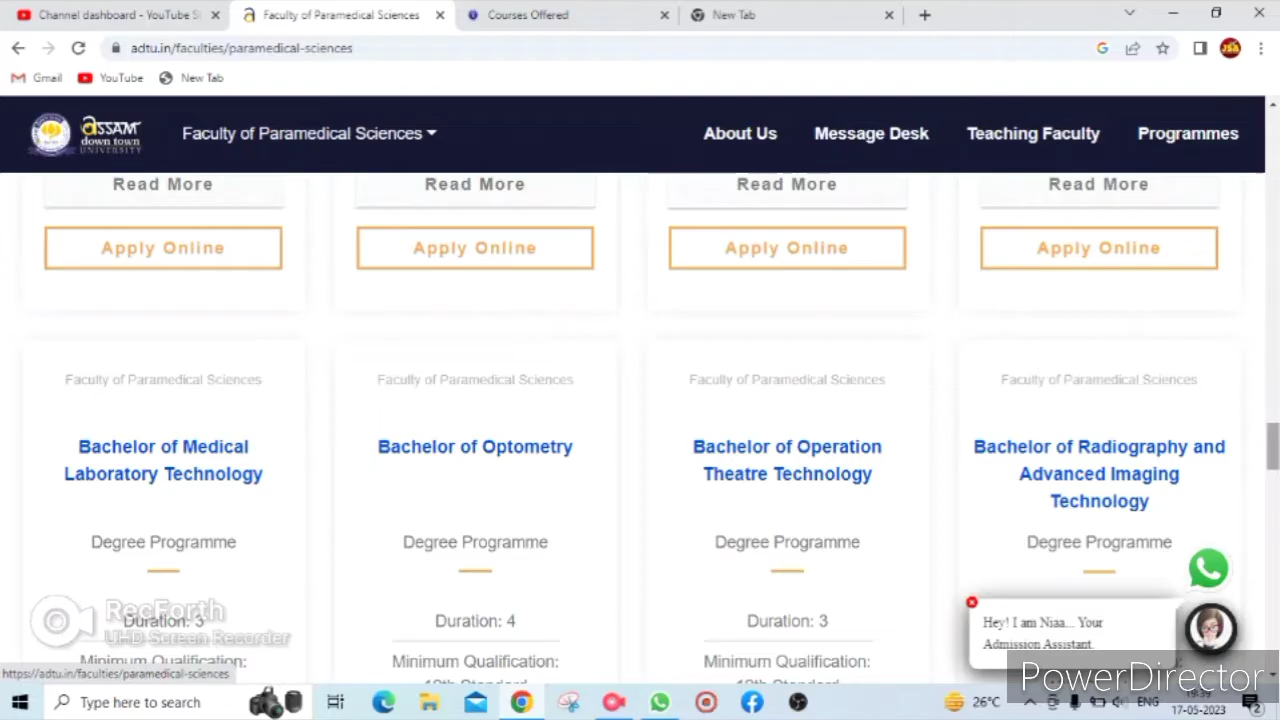 Channel dashboard - YouTube S
Faculty of Paramedical Sciences
Courses Offered
New Tab
adtu.in/faculties/paramedical-sciences
Gmail
YouTube
New Tab
ASSAM
down town
UNIVERSITY
Faculty of Paramedical Sciences
About Us
Message Desk
Teaching Faculty
Programmes
Read More
Read More
Read More
Read More
Apply Online
Apply Online
Apply Online
Apply Online
Faculty of Paramedical Sciences
Faculty of Paramedical Sciences
Faculty of Paramedical Sciences
Faculty of Paramedical Sciences
Bachelor of Medical
Laboratory Technology
Bachelor of Optometry
Bachelor of Operation
Theatre Technology
Bachelor of Radiography and
Advanced Imaging
Technology
Degree Programme
Degree Programme
Degree Programme
Degree Programme
RecForth
UHD Screen Recorder
Duration: 3
Duration: 4
Duration: 3
Minimum Qualification:
Minimum Qualification:
Minimum Qualification:
Hey! I am Niaa... Your
Admission Assistant.
https://adtu.in/faculties/paramedical-sciences
PowerDirector
Type here to search
26°C
ENG
17-05-2023